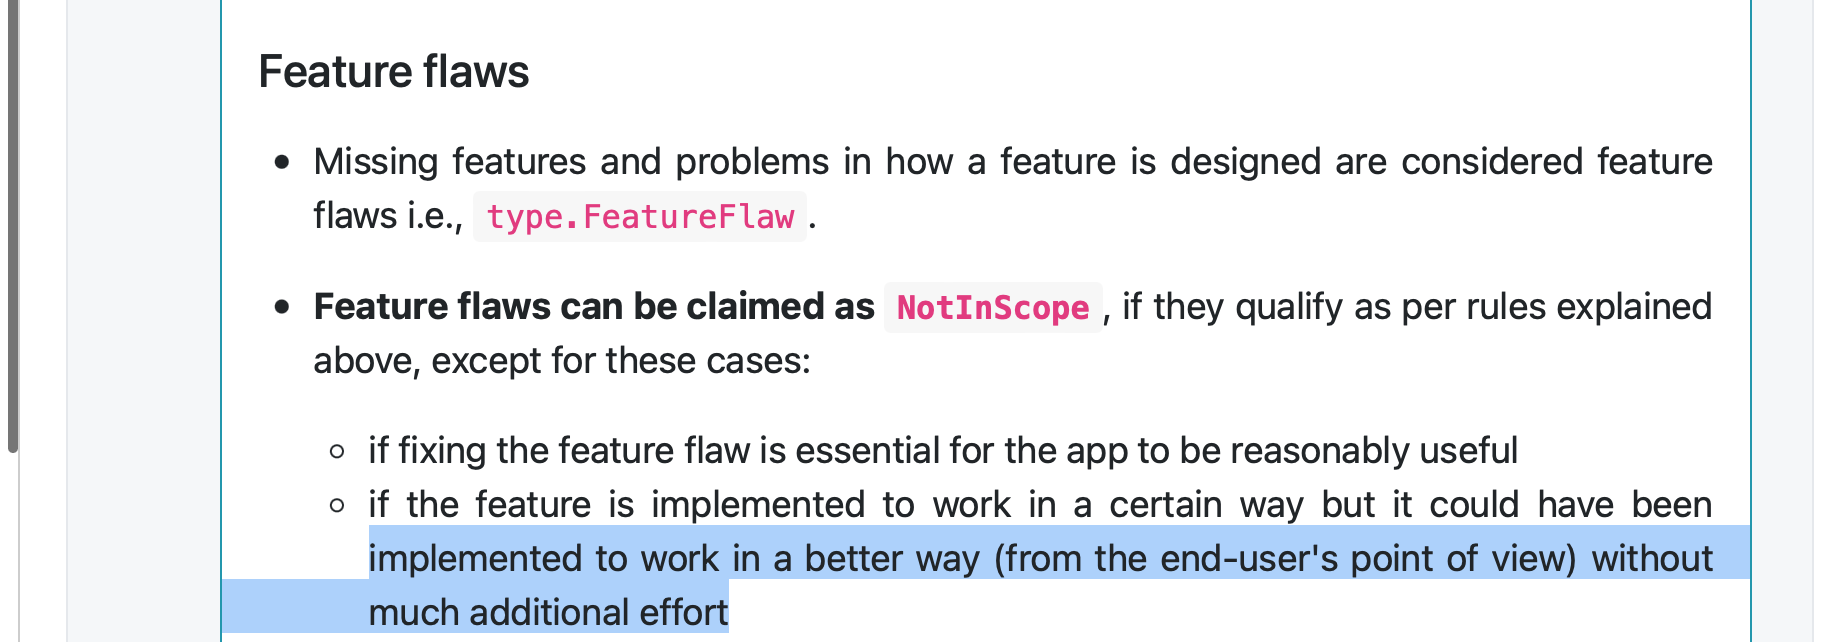 Feature flaws
Missing features and problems in how a feature is designed are considered feature
flaws i.e., type.FeatureFlaw.
Feature flaws can be claimed as NotInScope, if they qualify as per rules explained
above, except for these cases:
if fixing the feature flaw is essential for the app to be reasonably useful
if the feature is implemented to work in a certain way but it could have been
implemented to work in a better way (from the end-user's point of view) without
much additional effort